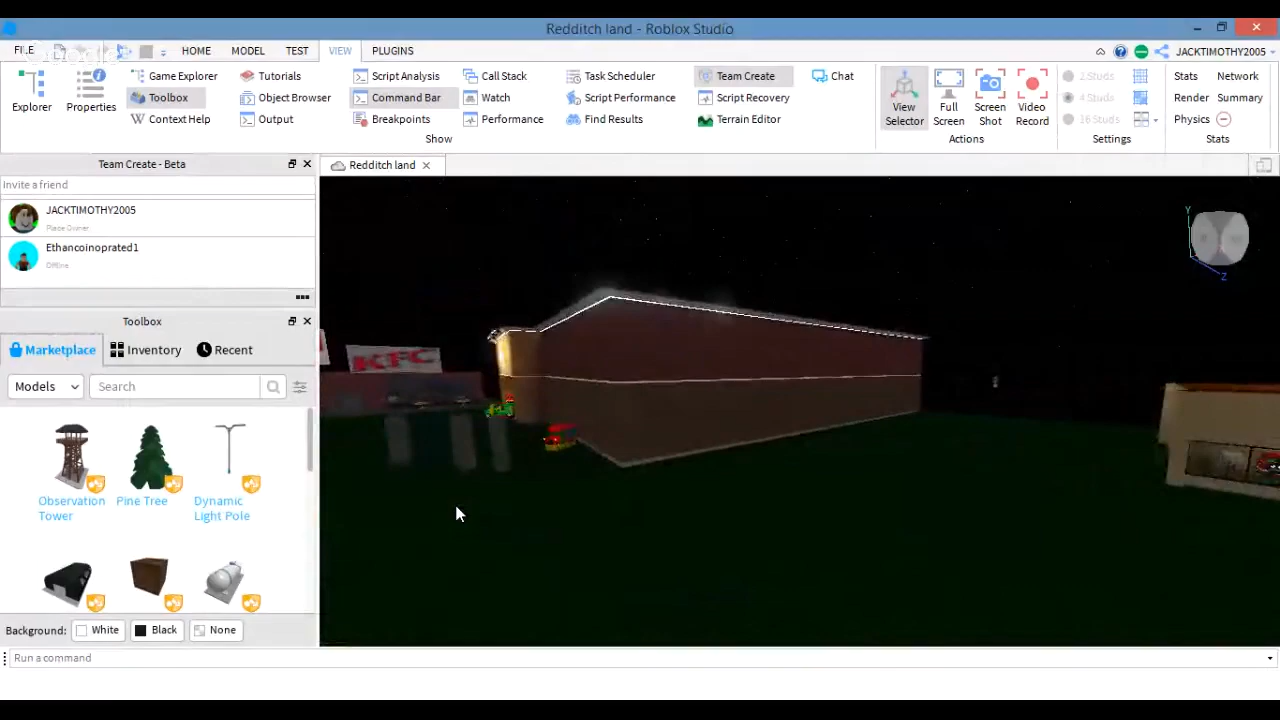 Redditch land - Roblox Studio
FILE HOME MODEL TEST VIEW PLUGINS JACKTIMOTHY2005
Game Explorer Tutorials Script Analysis Call Stack Task Scheduler Team Create Chat 2 Studs Stats Network
Toolbox Object Browser Command Bar Watch Script Performance Script Recovery 4 Studs Render Summary
Explorer Properties View Selector Full Screen Screen Shot Video Record
Context Help Output Breakpoints Performance Find Results Terrain Editor 16 Studs Physics
Show Actions Settings Stats
Team Create - Beta
Redditch land
Invite a friend
JACKTIMOTHY2005
Place Owner
Ethancoinoprated1
Offline
Toolbox
Marketplace Inventory Recent
Models Search
Observation Tower
Pine Tree
Dynamic Light Pole
Background: White Black None
Run a command
KFC
Y
Z